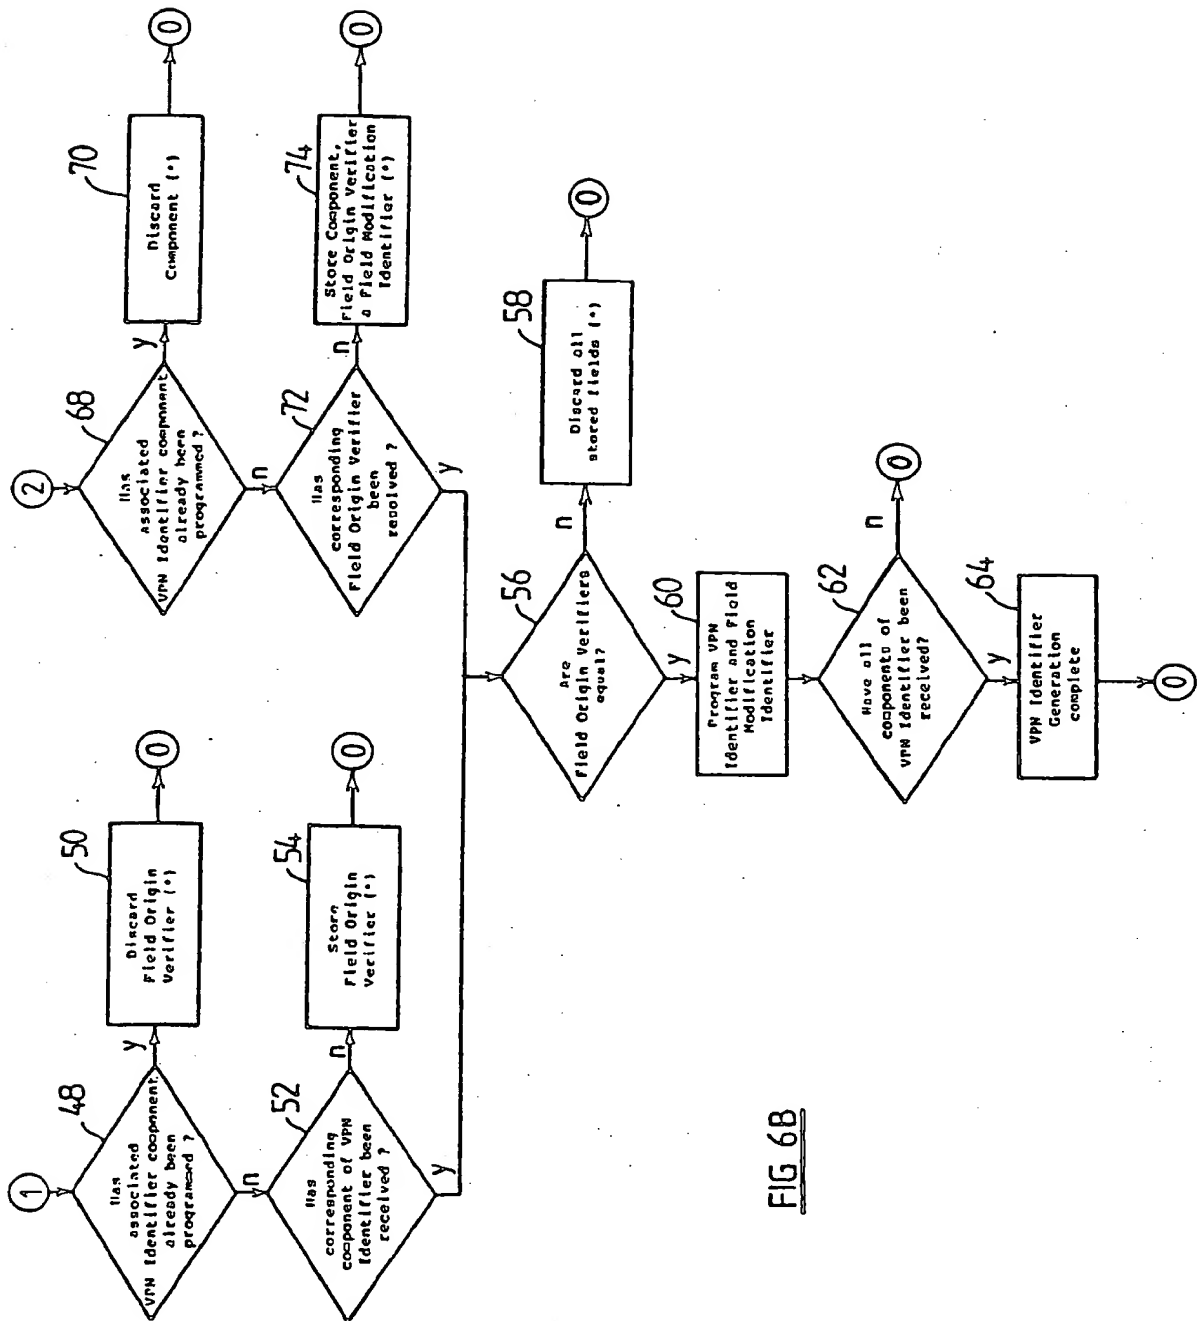 1
48
Has
associated
VPN Identifier component
already been
programmed ?
y
50
Discard
Field Origin
Verifier (*)
0
n
52
Has
corresponding
component of VPN
Identifier been
received ?
n
54
Store
Field Origin
Verifier (*)
0
y
2
68
Has
associated
VPN Identifier component
already been
programmed ?
y
70
Discard
Component (*)
0
n
72
Has
corresponding
Field Origin Verifier
been
resolved ?
n
74
Store Component,
Field Origin Verifier
a Field Modification
Identifier (*)
0
y
56
Are
Field Origin Verifiers
equal?
n
58
Discard all
stored fields (*)
0
y
60
Program VPN
Identifier and Field
Modification
Identifier
62
Have all
components of
VPN Identifier been
received?
n
0
y
64
VPN Identifier
Generation
complete
0
FIG 6B